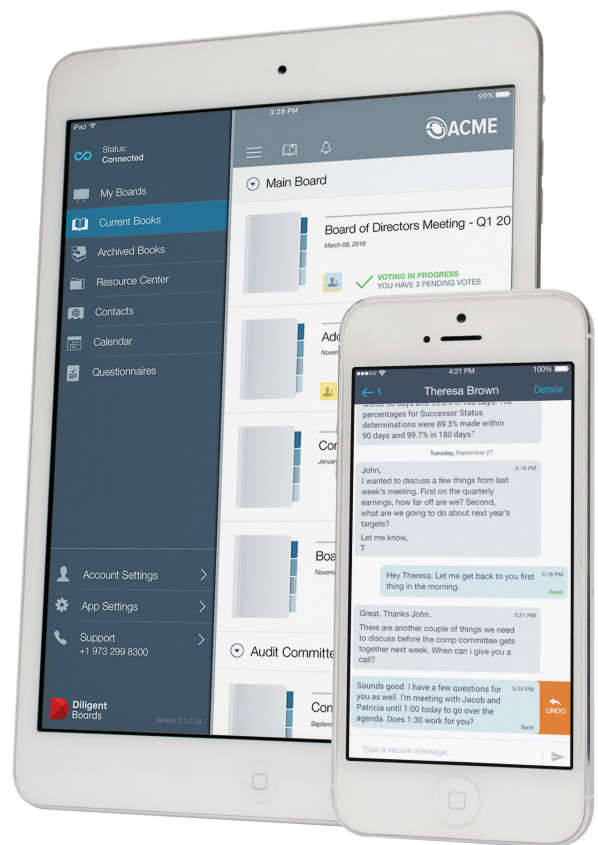 iPad
3:28 PM
99%
Status:
Connected
My Boards
Current Books
Archived Books
Resource Center
Contacts
Calendar
Questionnaires
Account Settings
App Settings
Support
+1 973 299 8300
Diligent
Boards
Version 2.1.0.28
ACME
Main Board
Board of Directors Meeting - Q1 20
March 09, 2016
VOTING IN PROGRESS
YOU HAVE 3 PENDING VOTES
Audit Committe
4:21 PM
100%
1
Theresa Brown
Details
percentages for Successor Status
determinations were 89.3% made within
90 days and 99.7% in 180 days."
Tuesday, September 27
5:18 PM
John,
I wanted to discuss a few things from last
week's meeting. First on the quarterly
earnings, how far off are we? Second,
what are we going to do about next year's
targets?
Let me know,
T
Hey Theresa. Let me get back to you first
thing in the morning.
5:18 PM
Read
Great. Thanks John.
5:21 PM
There are another couple of things we need
to discuss before the comp committee gets
together next week. When can i give you a
call?
Sounds good. I have a few questions for
you as well. I'm meeting with Jacob and
Patricia until 1:00 today to go over the
agenda. Does 1:30 work for you?
5:24 PM
Sent
UNDO
Type a secure message...